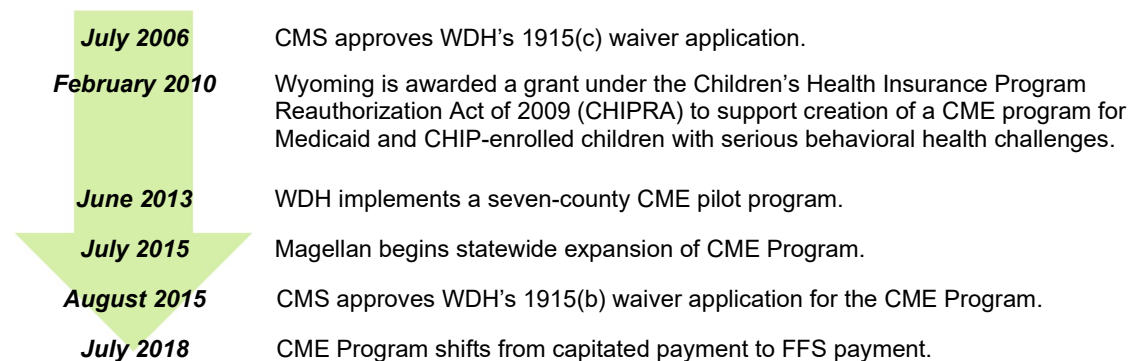 July 2006 CMS approves WDH’s 1915(c) waiver application.
February 2010 Wyoming is awarded a grant under the Children’s Health Insurance Program
Reauthorization Act of 2009 (CHIPRA) to support creation of a CME program for
Medicaid and CHIP-enrolled children with serious behavioral health challenges.
June 2013 WDH implements a seven-county CME pilot program.
July 2015 Magellan begins statewide expansion of CME Program.
August 2015 CMS approves WDH’s 1915(b) waiver application for the CME Program.
July 2018 CME Program shifts from capitated payment to FFS payment.